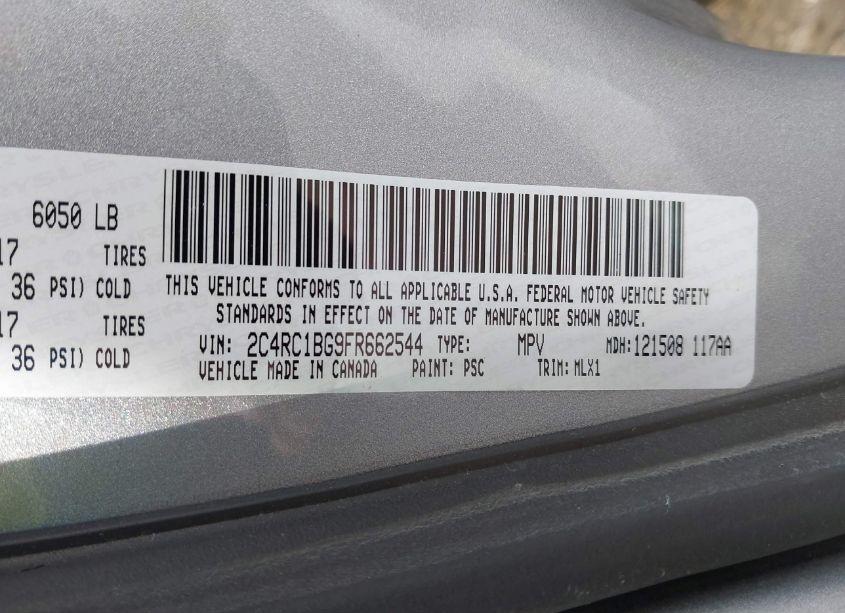 6050 LB
17 TIRES
36 PSI) COLD
17 TIRES
36 PSI) COLD
THIS VEHICLE CONFORMS TO ALL APPLICABLE U.S.A. FEDERAL MOTOR VEHICLE SAFETY
STANDARDS IN EFFECT ON THE DATE OF MANUFACTURE SHOWN ABOVE.
VIN: 2C4RC1BG9FR662544 TYPE: MPV MDH:121508 117AA
VEHICLE MADE IN CANADA PAINT: PSC TRIM: MLX1